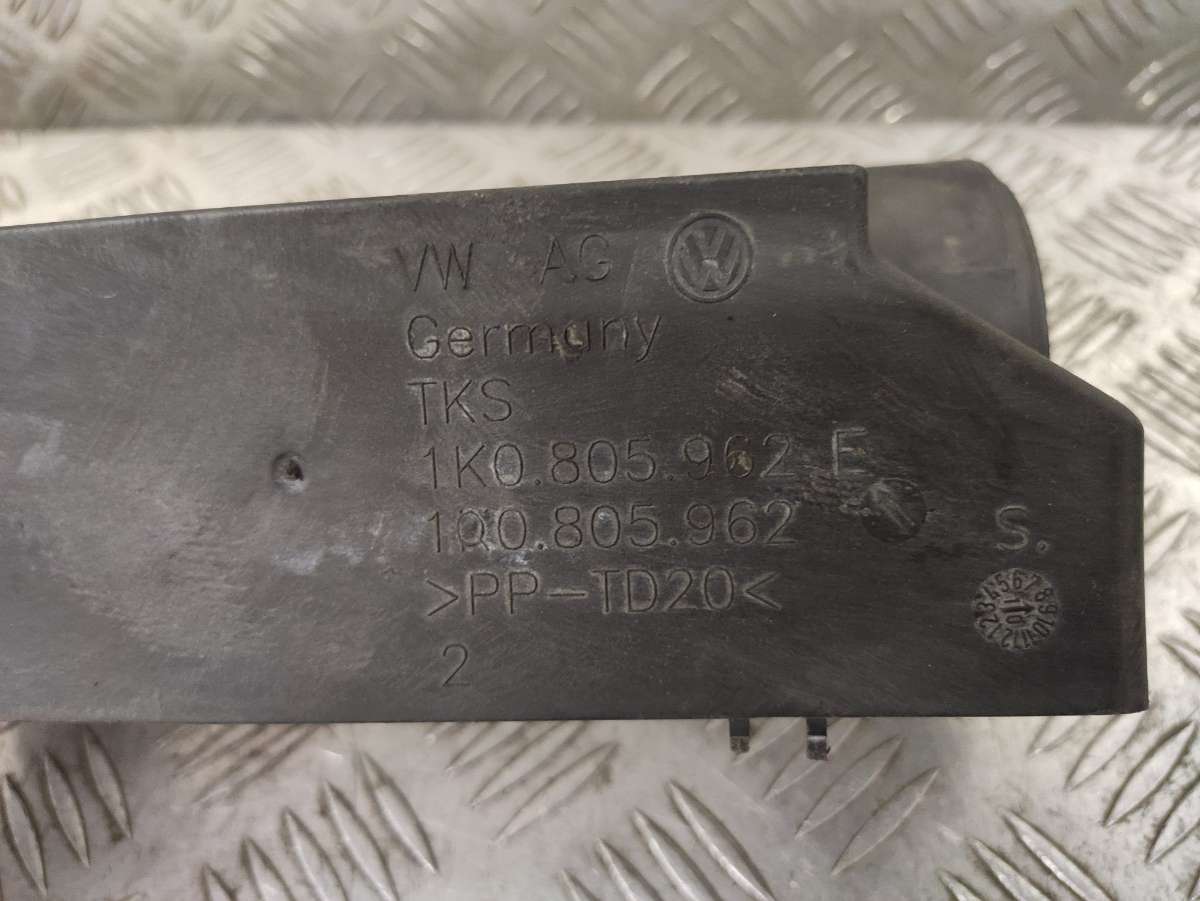 VW AG
Germany
TKS
1K0.805.962 F
1Q0.805.962
>PP-TD20<
S.
2